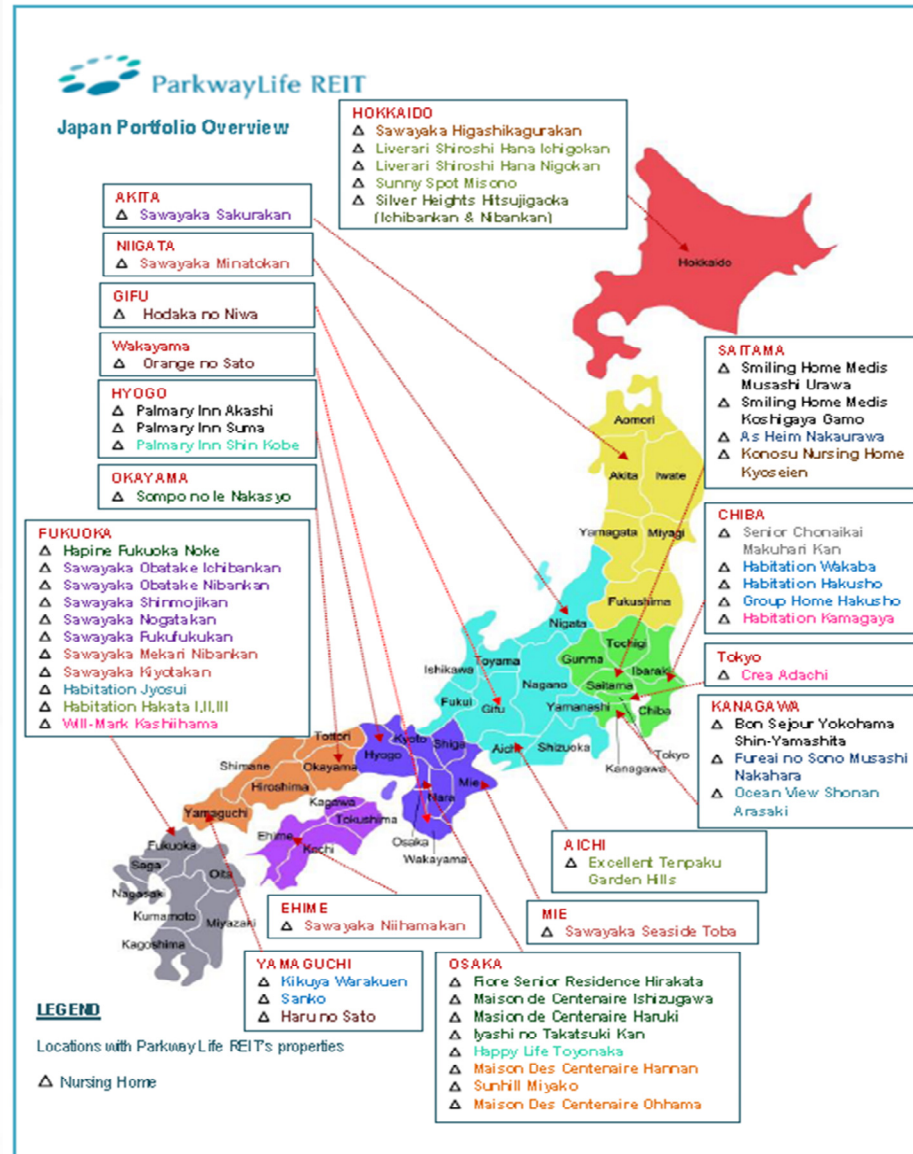 ParkwayLife REIT
Japan Portfolio Overview
HOKKAIDO
△ Sawayaka Higashikagurakan
△ Liverari Shiroshi Hana Ichigokan
△ Liverari Shiroshi Hana Nigokan
△ Sunny Spot Misono
△ Silver Heights Hitsujigaoka
(Ichibankan & Nibankan)
AKITA
△ Sawayaka Sakurakan
NIIGATA
△ Sawayaka Minatokan
GIFU
△ Hodaka no Niwa
Wakayama
△ Orange no Sato
HYOGO
△ Palmary Inn Akashi
△ Palmary Inn Suma
△ Palmary Inn Shin Kobe
OKAYAMA
△ Sompo no Ie Nakasyo
FUKUOKA
△ Hapine Fukuoka Noke
△ Sawayaka Obatake Ichibankan
△ Sawayaka Obatake Nibankan
△ Sawayaka Shinmojikan
△ Sawayaka Nogatakan
△ Sawayaka Fukufukukan
△ Sawayaka Mekari Nibankan
△ Sawayaka Kiyotakan
△ Habitation Jyosui
△ Habitation Hakata I,II,III
△ Will-Mark Kashiihama
SAITAMA
△ Smiling Home Medis
Musashi Urawa
△ Smiling Home Medis
Koshigaya Gamo
△ As Heim Nakaurawa
△ Konosu Nursing Home
Kyoseien
CHIBA
△ Senior Chonaikai
Makuhari Kan
△ Habitation Wakaba
△ Habitation Hakusho
△ Group Home Hakusho
△ Habitation Kamagaya
Tokyo
△ Crea Adachi
KANAGAWA
△ Bon Sejour Yokohama
Shin-Yamashita
△ Fureai no Sono Musashi
Nakahara
△ Ocean View Shonan
Arasaki
AICHI
△ Excellent Tenpaku
Garden Hills
MIE
△ Sawayaka Seaside Toba
EHIME
△ Sawayaka Niihamakan
YAMAGUCHI
△ Kikuya Warakuen
△ Sanko
△ Haru no Sato
OSAKA
△ Fiore Senior Residence Hirakata
△ Maison de Centenaire Ishizugawa
△ Masion de Centenaire Haruki
△ Iyashi no Takatsuki Kan
△ Happy Life Toyonaka
△ Maison Des Centenaire Hannan
△ Sunhill Miyako
△ Maison Des Centenaire Ohhama
Hokkaido
Aomori
Akita
Iwate
Yamagata
Miyagi
Fukushima
Niigata
Tochigi
Gunma
Ibaraki
Saitama
Toyama
Ishikawa
Nagano
Fukui
Gifu
Yamanashi
Chiba
Aichi
Shizuoka
Tokyo
Kanagawa
Tottori
Kyoto
Shiga
Hyogo
Shimane
Okayama
Hiroshima
Mie
Nara
Kagawa
Yamaguchi
Tokushima
Osaka
Ehime
Kochi
Wakayama
Fukuoka
Saga
Oita
Nagasaki
Kumamoto
Miyazaki
Kagoshima
LEGEND
Locations with Parkway Life REIT's properties
△ Nursing Home